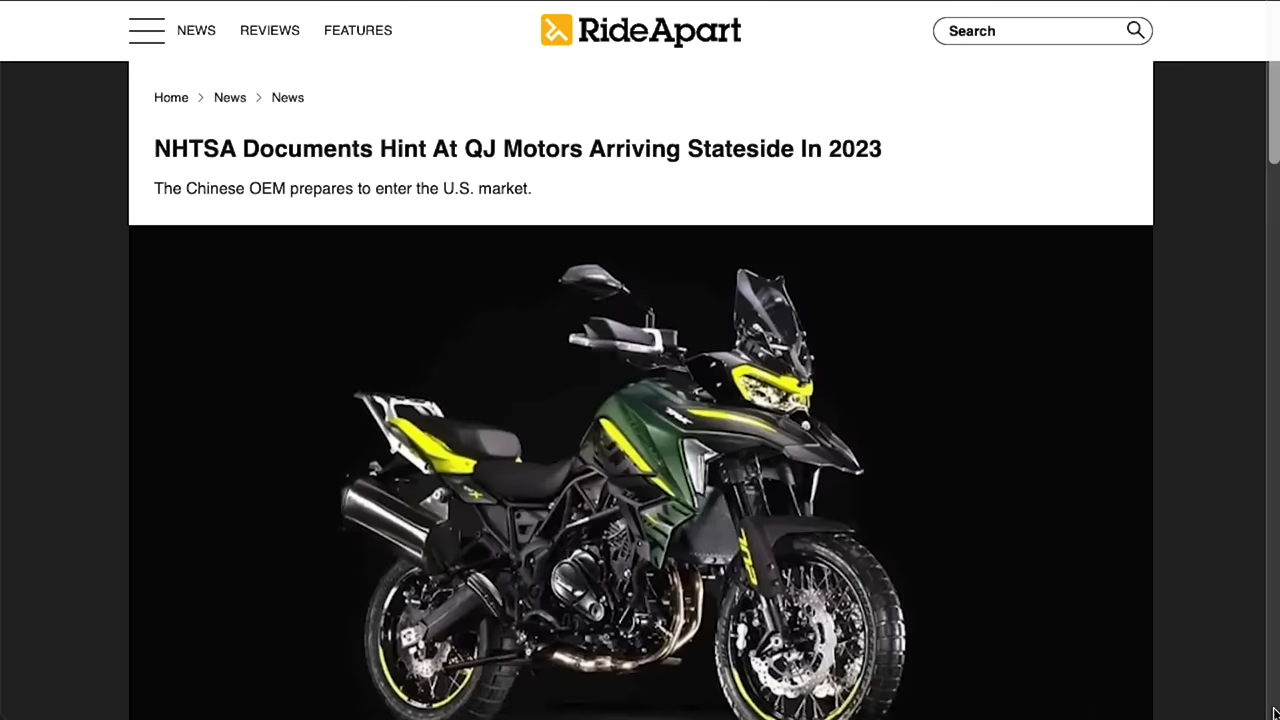 NEWS REVIEWS FEATURES RideApart Search
Home > News > News
NHTSA Documents Hint At QJ Motors Arriving Stateside In 2023
The Chinese OEM prepares to enter the U.S. market.